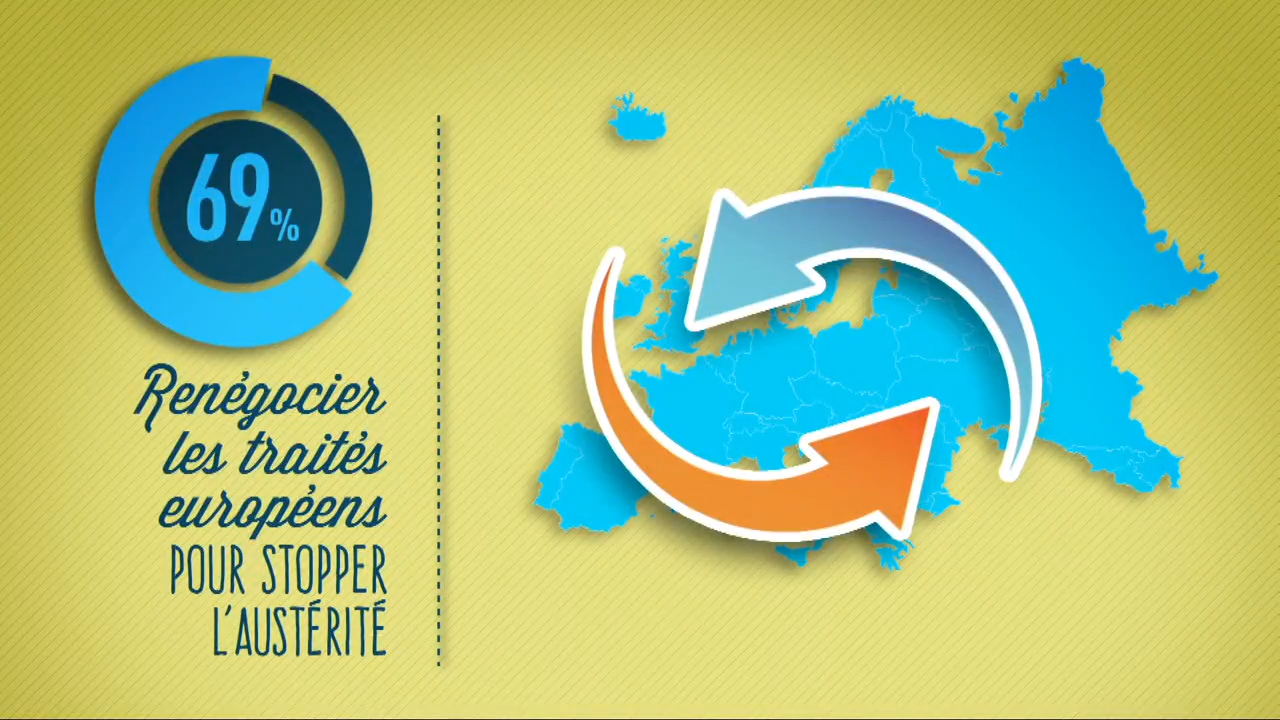 69%
Renégocier
les traités
européens
POUR STOPPER
L'AUSTÉRITÉ